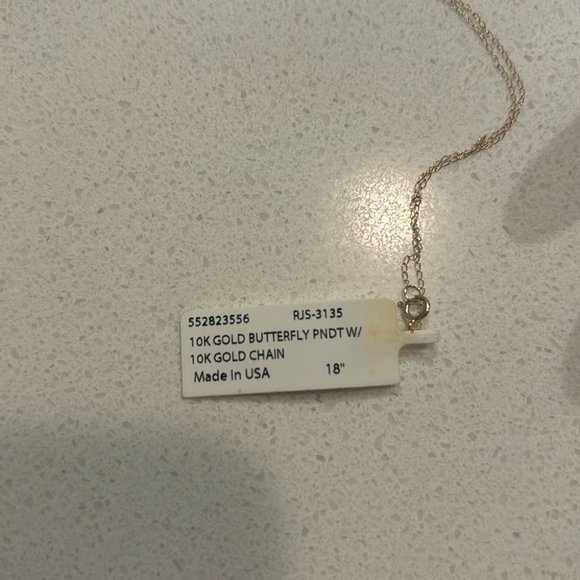 552823556 RJS-3135
10K GOLD BUTTERFLY PNDT W/
10K GOLD CHAIN
Made In USA 18"